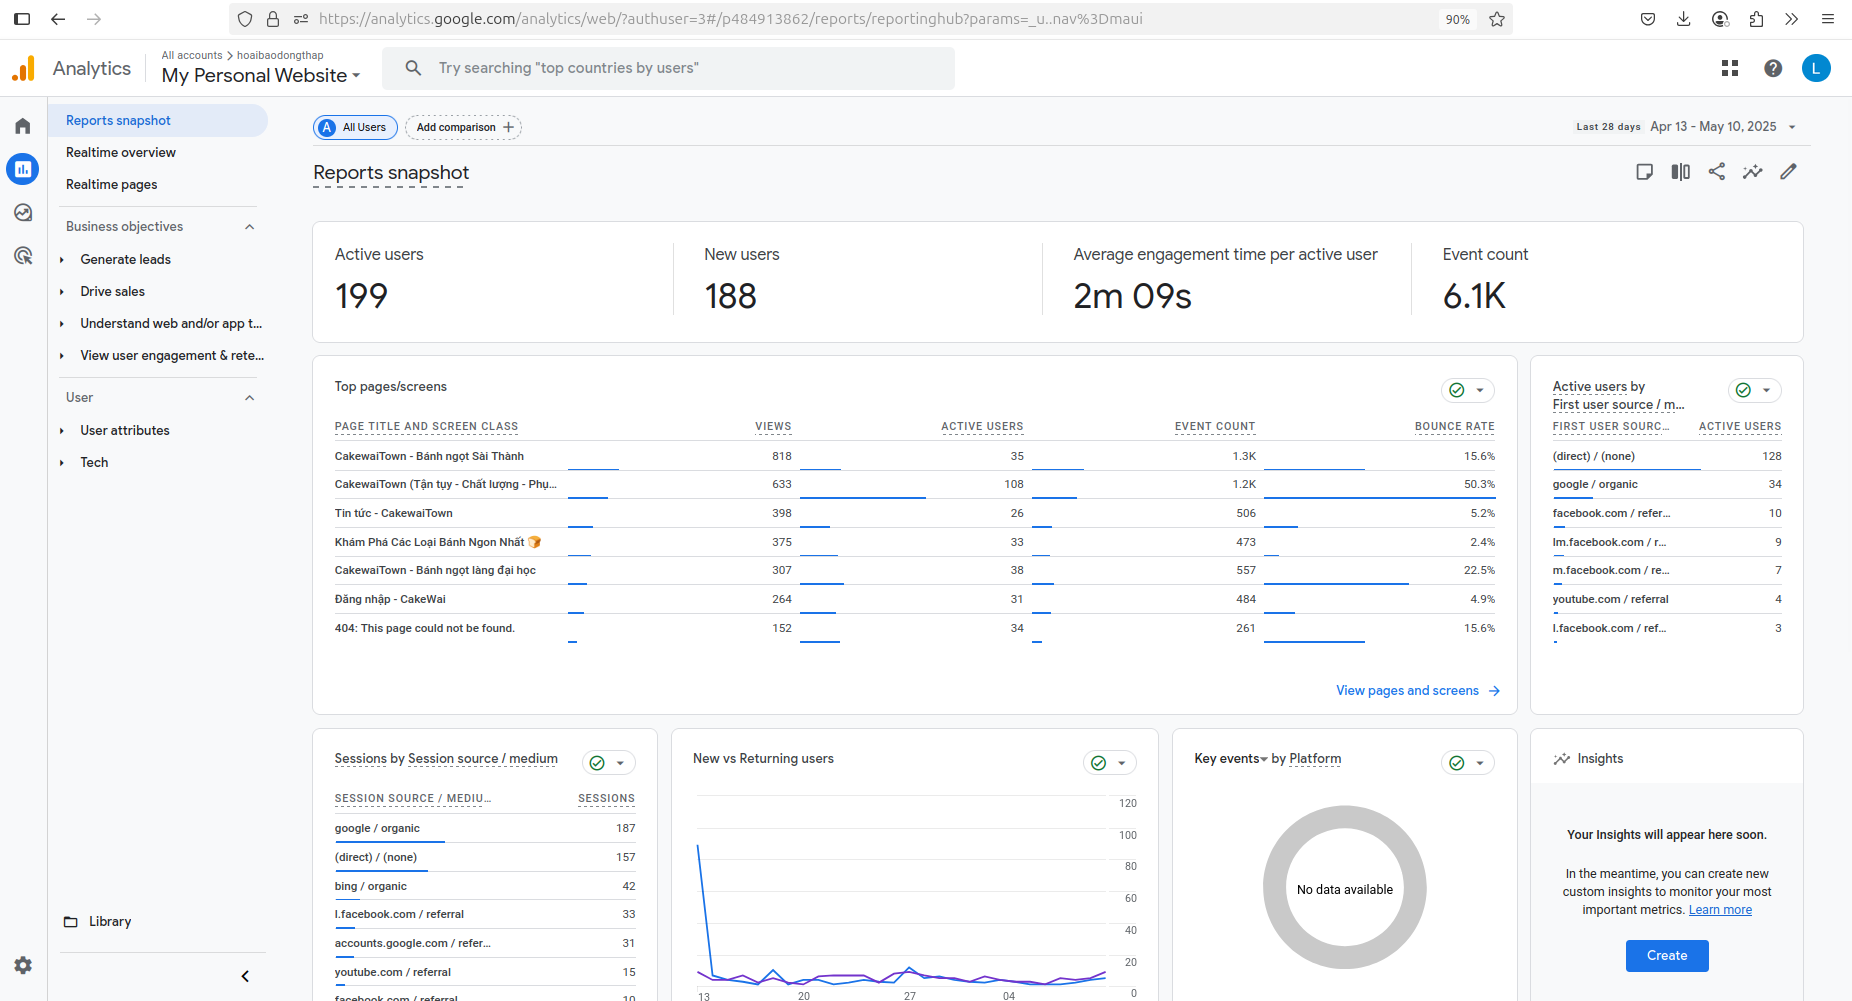 https://analytics.google.com/analytics/web/?authuser=3#/p484913862/reports/reportinghub?params=_u..nav%3Dmaui
90%
Analytics
All accounts > hoaibaodongthap
My Personal Website
Try searching "top countries by users"
L
Reports snapshot
Realtime overview
Realtime pages
Business objectives
Generate leads
Drive sales
Understand web and/or app t...
View user engagement & rete...
User
User attributes
Tech
Library
A All Users
Add comparison +
Last 28 days Apr 13 - May 10, 2025
Reports snapshot
Active users
199
New users
188
Average engagement time per active user
2m 09s
Event count
6.1K
Top pages/screens
PAGE TITLE AND SCREEN CLASS VIEWS ACTIVE USERS EVENT COUNT BOUNCE RATE
CakewaiTown - Bánh ngọt Sài Thành 818 35 1.3K 15.6%
CakewaiTown (Tận tụy - Chất lượng - Phụ... 633 108 1.2K 50.3%
Tin tức - CakewaiTown 398 26 506 5.2%
Khám Phá Các Loại Bánh Ngon Nhất 🍞 375 33 473 2.4%
CakewaiTown - Bánh ngọt làng đại học 307 38 557 22.5%
Đăng nhập - CakeWai 264 31 484 4.9%
404: This page could not be found. 152 34 261 15.6%
View pages and screens →
Active users by
First user source / m...
FIRST USER SOURC... ACTIVE USERS
(direct) / (none) 128
google / organic 34
facebook.com / refer... 10
lm.facebook.com / r... 9
m.facebook.com / re... 7
youtube.com / referral 4
l.facebook.com / ref... 3
Sessions by Session source / medium
SESSION SOURCE / MEDIU... SESSIONS
google / organic 187
(direct) / (none) 157
bing / organic 42
l.facebook.com / referral 33
accounts.google.com / refer... 31
youtube.com / referral 15
facebook.com / referral 10
New vs Returning users
120
100
80
60
40
20
0
13 20 27 04
Key events by Platform
No data available
Insights
Your Insights will appear here soon.
In the meantime, you can create new
custom insights to monitor your most
important metrics. Learn more
Create